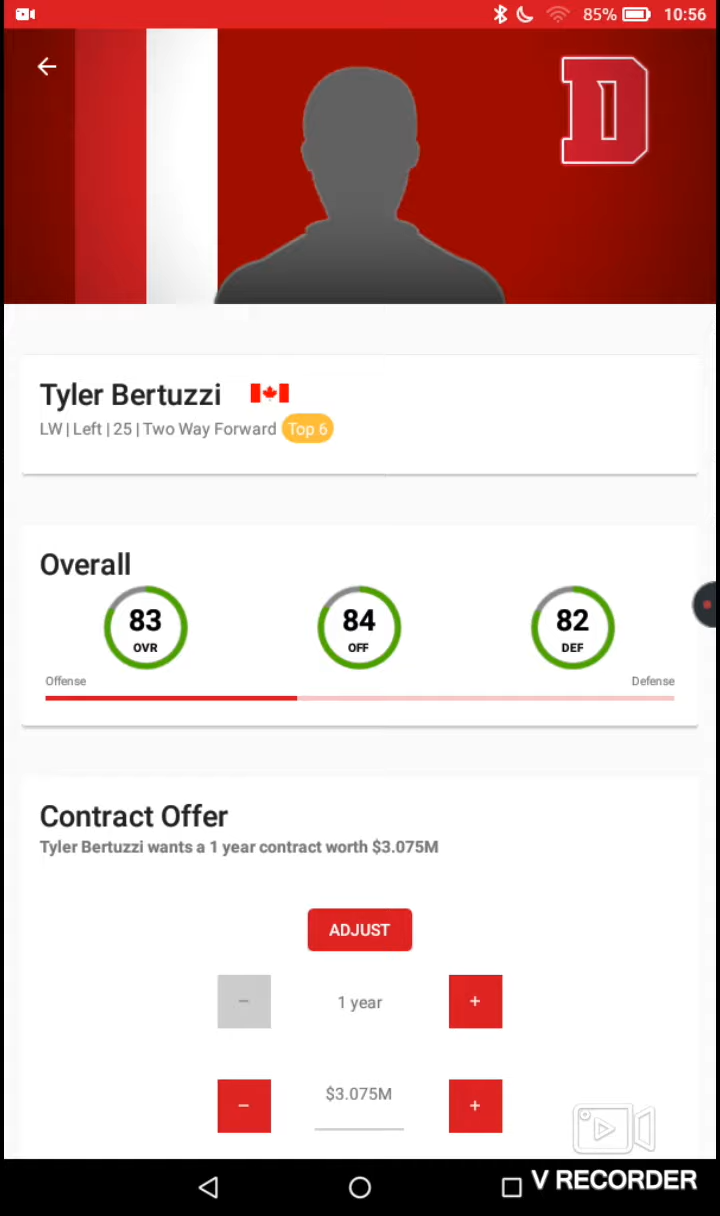 85% 10:56
D
Tyler Bertuzzi
LW | Left | 25 | Two Way Forward Top 6
Overall
83 84 82
OVR OFF DEF
Offense Defense
Contract Offer
Tyler Bertuzzi wants a 1 year contract worth $3.075M
ADJUST
− 1 year +
− $3.075M +
V RECORDER